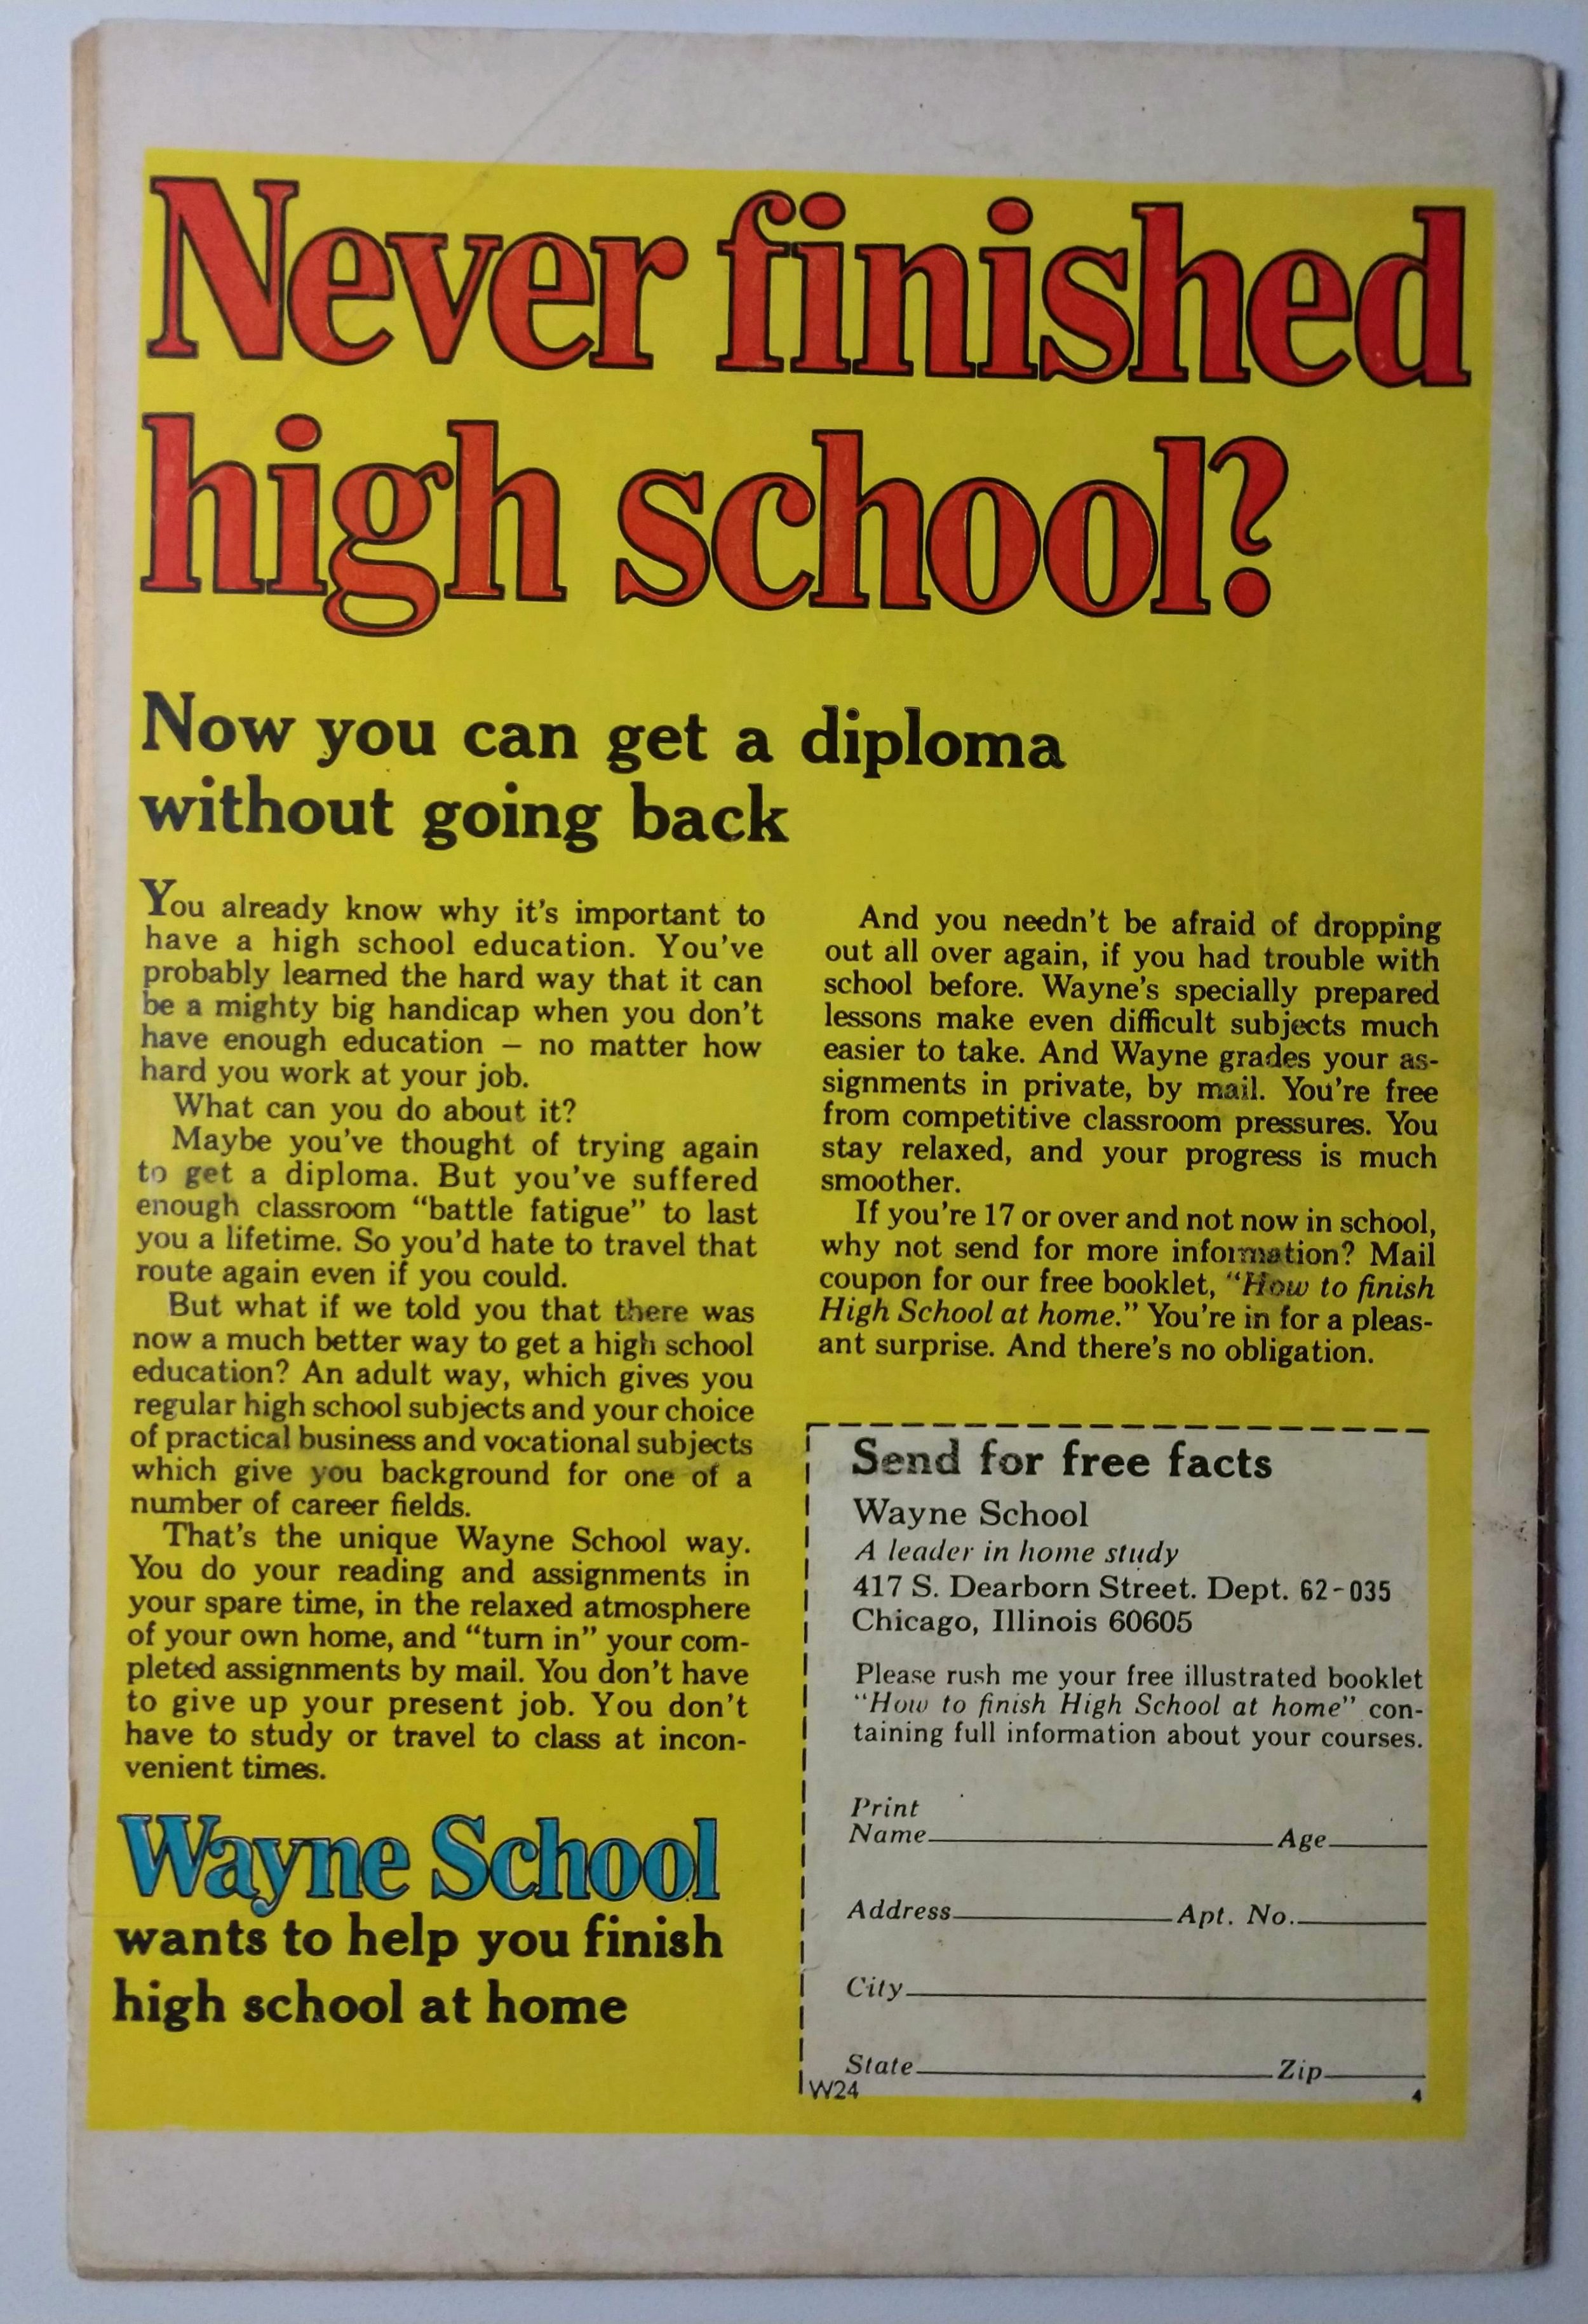 Never finished
high school?
Now you can get a diploma
without going back
You already know why it's important to
have a high school education. You've
probably learned the hard way that it can
be a mighty big handicap when you don't
have enough education – no matter how
hard you work at your job.
What can you do about it?
Maybe you've thought of trying again
to get a diploma. But you've suffered
enough classroom "battle fatigue" to last
you a lifetime. So you'd hate to travel that
route again even if you could.
But what if we told you that there was
now a much better way to get a high school
education? An adult way, which gives you
regular high school subjects and your choice
of practical business and vocational subjects
which give you background for one of a
number of career fields.
That's the unique Wayne School way.
You do your reading and assignments in
your spare time, in the relaxed atmosphere
of your own home, and "turn in" your com-
pleted assignments by mail. You don't have
to give up your present job. You don't
have to study or travel to class at incon-
venient times.
Wayne School
wants to help you finish
high school at home
And you needn't be afraid of dropping
out all over again, if you had trouble with
school before. Wayne's specially prepared
lessons make even difficult subjects much
easier to take. And Wayne grades your as-
signments in private, by mail. You're free
from competitive classroom pressures. You
stay relaxed, and your progress is much
smoother.
If you're 17 or over and not now in school,
why not send for more information? Mail
coupon for our free booklet, "How to finish
High School at home." You're in for a pleas-
ant surprise. And there's no obligation.
Send for free facts
Wayne School
A leader in home study
417 S. Dearborn Street. Dept. 62-035
Chicago, Illinois 60605
Please rush me your free illustrated booklet
"How to finish High School at home" con-
taining full information about your courses.
Print
Name Age
Address Apt. No.
City
State Zip
W24 4